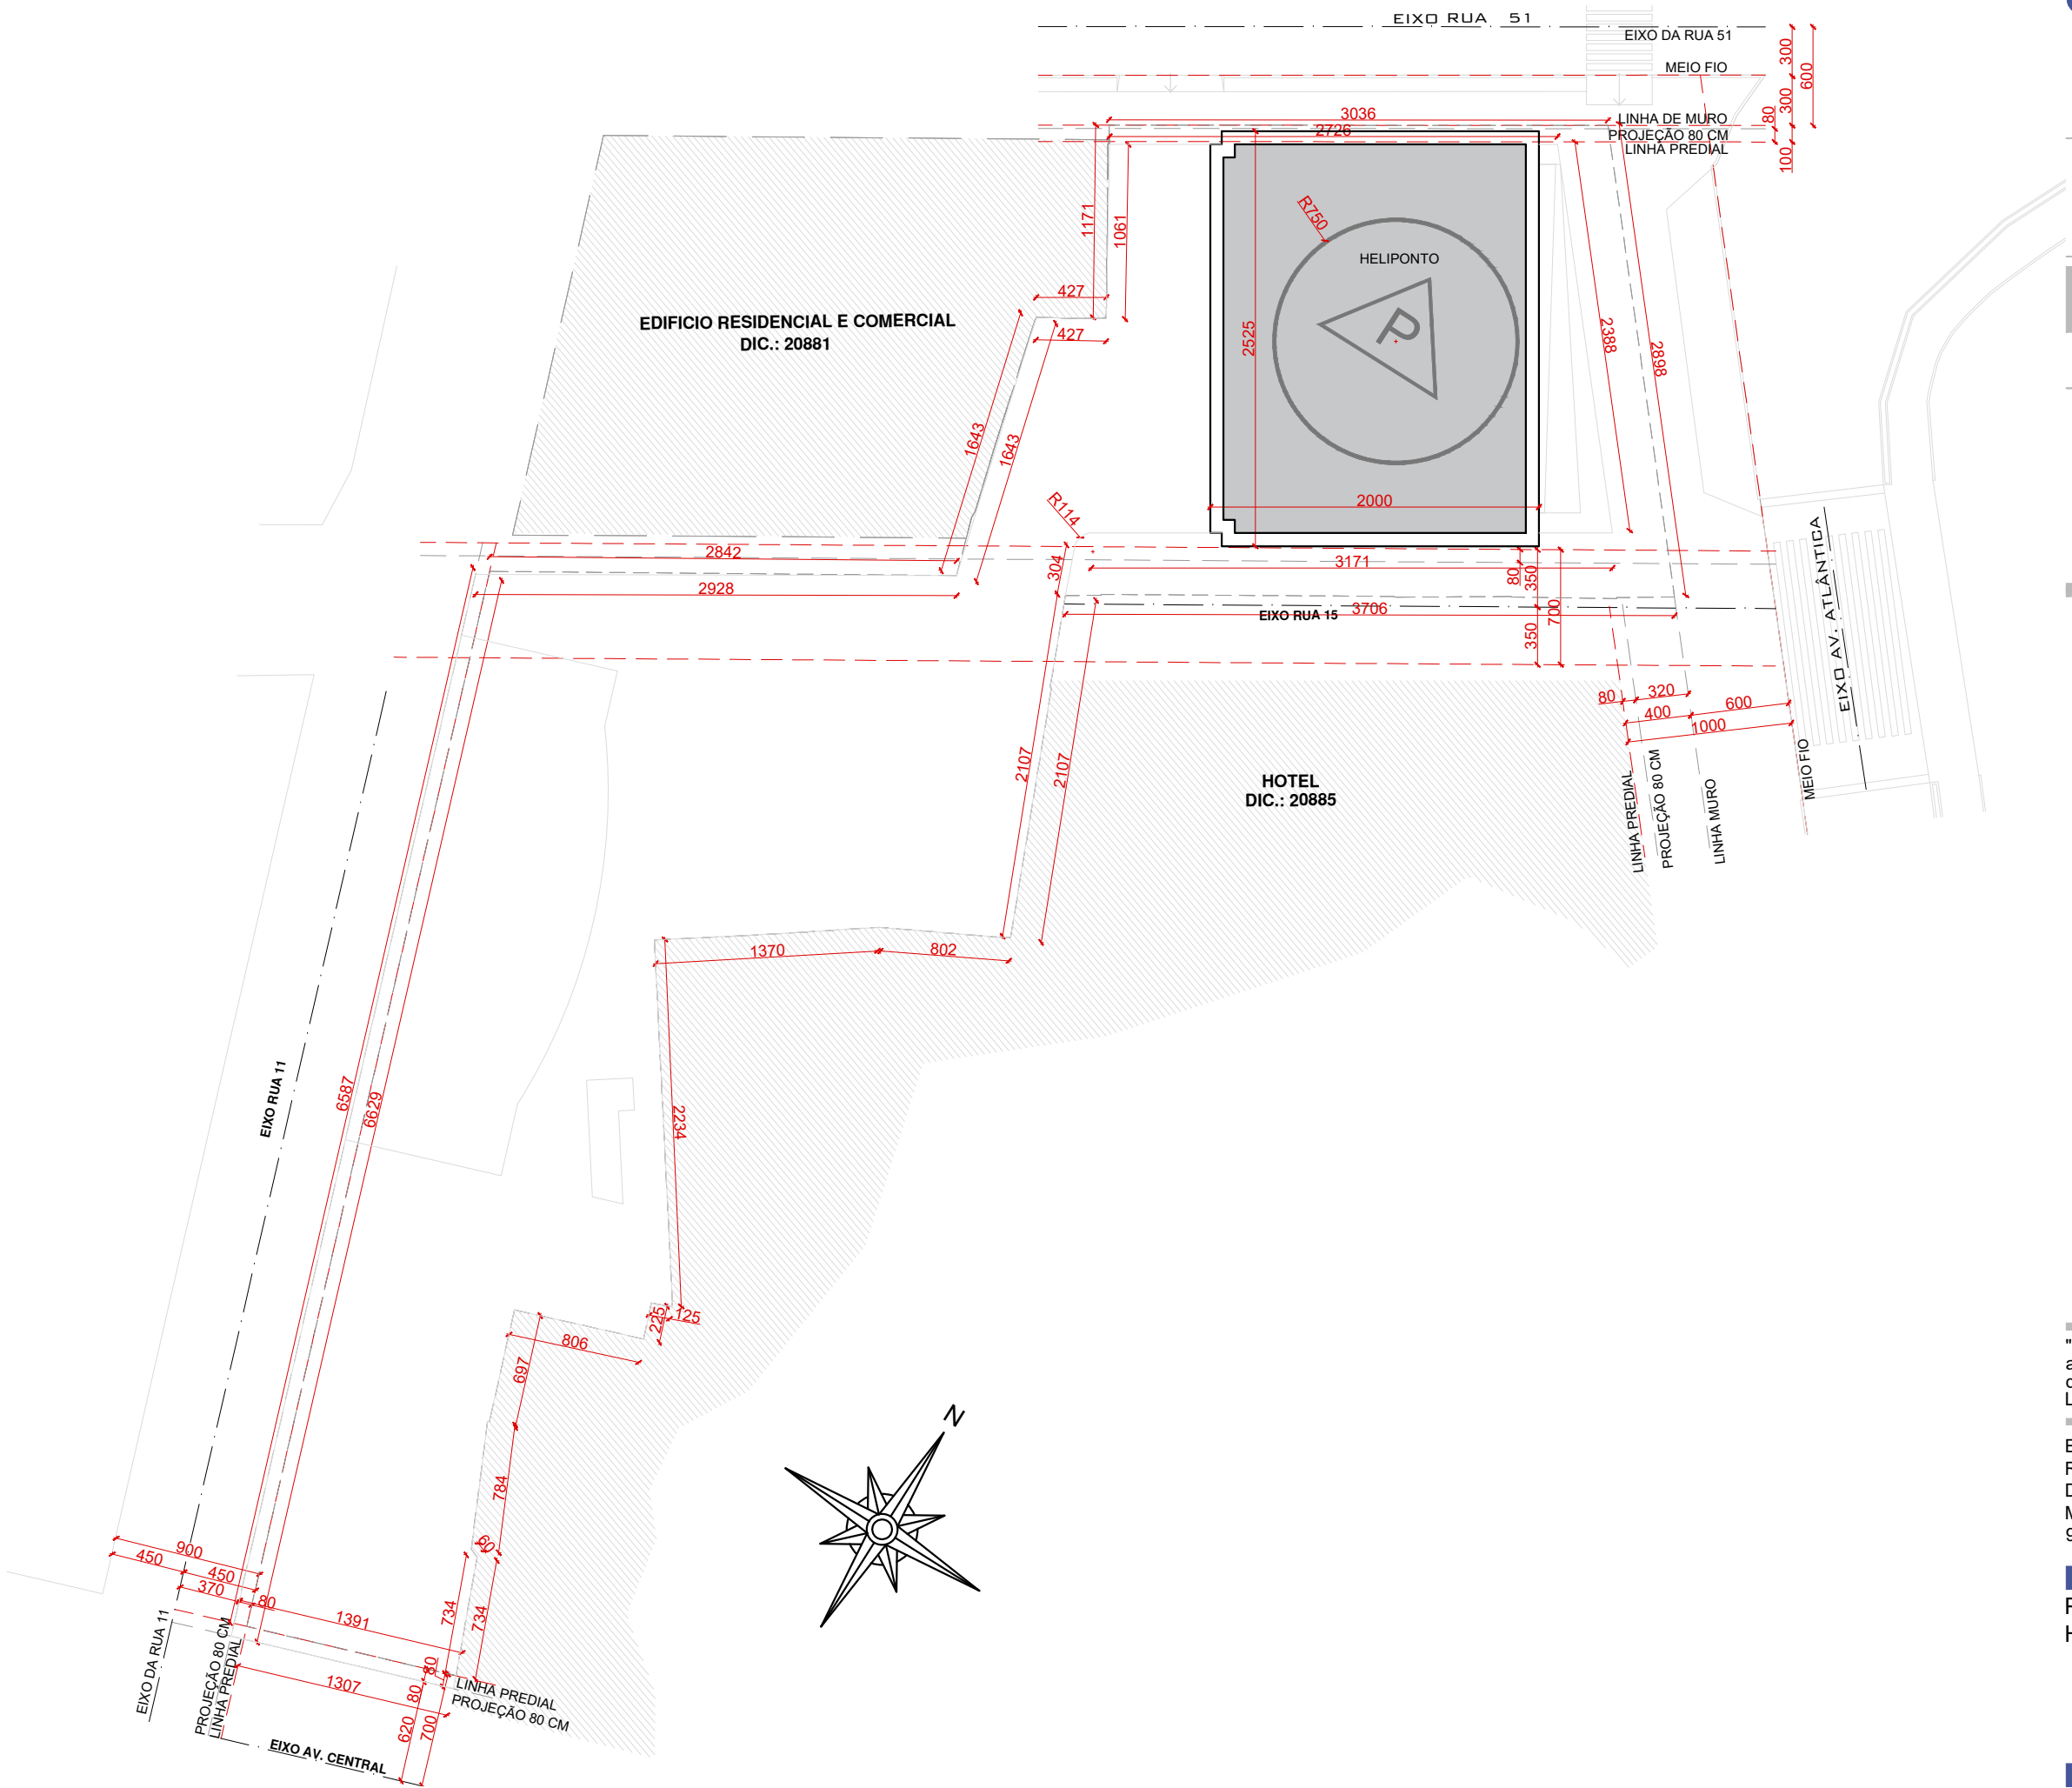 EIXO RUA 51
EIXO DA RUA 51
MEIO FIO
300
600
300
80
100
LINHA DE MURO
PROJEÇÃO 80 CM
LINHA PREDIAL
3036
2726
1171
1061
R750
HELIPONTO
P
2525
2000
2388
2898
427
427
EDIFICIO RESIDENCIAL E COMERCIAL
DIC.: 20881
1643
1643
R114
304
2842
2928
3171
80
350
700
350
3706
EIXO RUA 15
EIXO AV. ATLÂNTICA
80
320
600
400
1000
LINHA PREDIAL
PROJEÇÃO 80 CM
LINHA MURO
MEIO FIO
2107
2107
HOTEL
DIC.: 20885
1370
802
2234
EIXO RUA 11
6587
6629
225
125
806
697
784
60
734
734
N
900
450
450
370
80
1391
1307
80
80
620
700
EIXO DA RUA 11
PROJEÇÃO 80 CM
LINHA PREDIAL
LINHA PREDIAL
PROJEÇÃO 80 CM
EIXO AV. CENTRAL